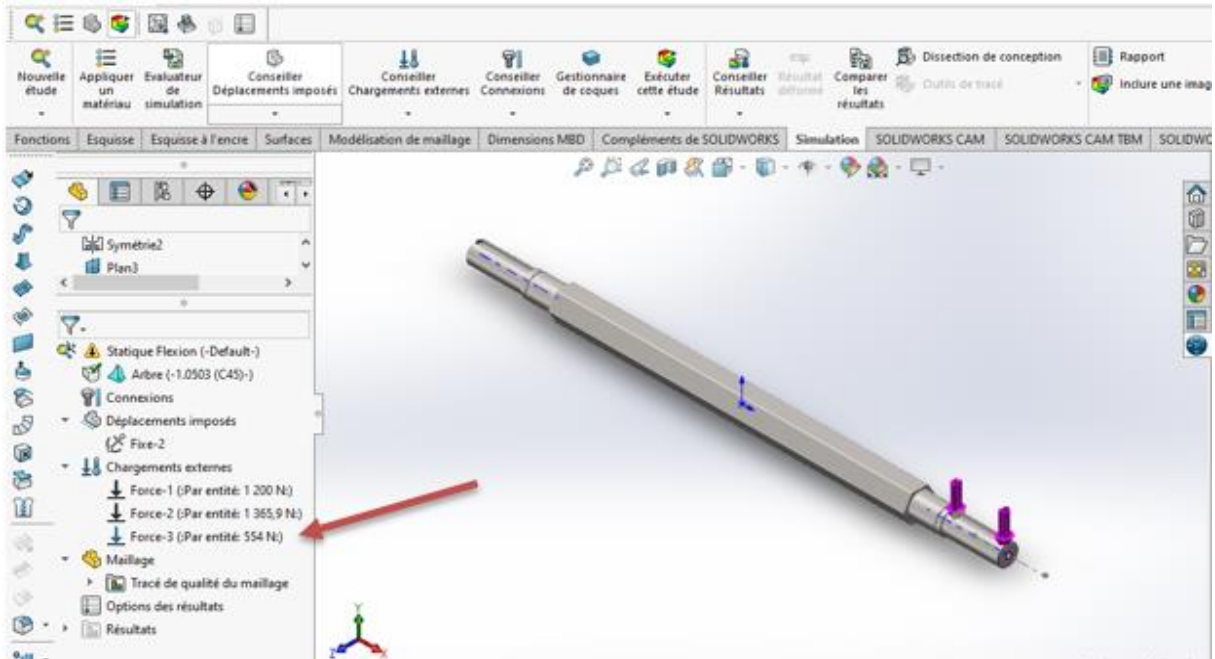 Nouvelle étude
Appliquer un matériau
Evaluateur de simulation
Conseiller Déplacements imposés
Conseiller Chargements externes
Conseiller Connexions
Gestionnaire de coques
Exécuter cette étude
Conseiller Résultats
Résultat déformé
Comparer les résultats
Dissection de conception
Outils de tracé
Rapport
Inclure une imag
Fonctions Esquisse Esquisse à l'encre Surfaces Modélisation de maillage Dimensions MBD Compléments de SOLIDWORKS Simulation SOLIDWORKS CAM SOLIDWORKS CAM TBM SOLIDWO
Symétrie2
Plan3
Statique Flexion (-Default-)
Arbre (-1.0503 (C45)-)
Connexions
Déplacements imposés
Fixe-2
Chargements externes
Force-1 (:Par entité: 1 200 N:)
Force-2 (:Par entité: 1 365,9 N:)
Force-3 (:Par entité: 554 N:)
Maillage
Tracé de qualité du maillage
Options des résultats
Résultats
Y
Z
X